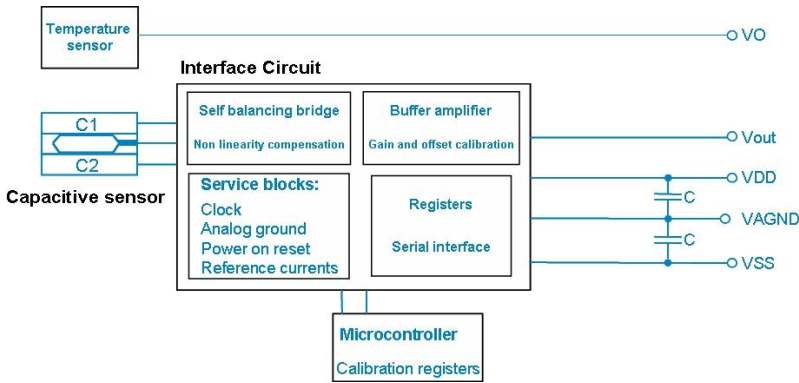 Temperature
sensor
VO
Interface Circuit
Self balancing bridge
Non linearity compensation
Buffer amplifier
Gain and offset calibration
C1
C2
Capacitive sensor
Service blocks:
Clock
Analog ground
Power on reset
Reference currents
Registers
Serial interface
Vout
VDD
C
VAGND
C
VSS
Microcontroller
Calibration registers